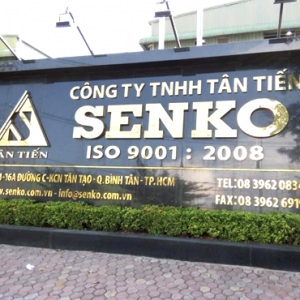 CÔNG TY TNHH TÂN TIẾN
SENKO
ÂN TIẾN
ISO 9001 : 2008
16A ĐƯỜNG C-KCN TÂN TẠO-Q.BÌNH TÂN-TP.HCM
TEL:08 3962 083
www.senko.com.vn - info@senko.com.vn
FAX:08 3962 691